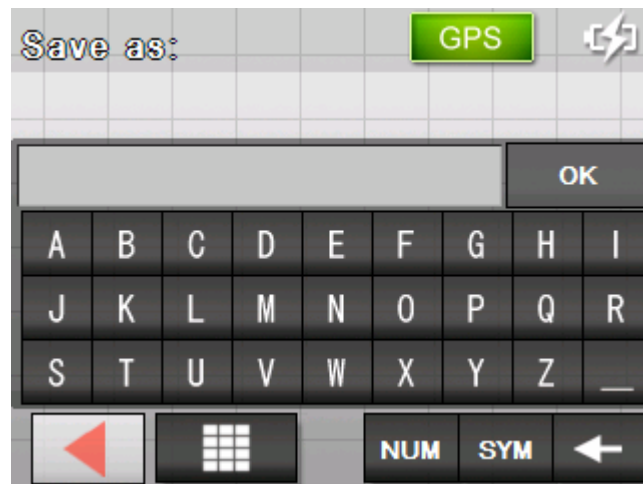 Save as: GPS
OK
A B C D E F G H I
J K L M N O P Q R
S T U V W X Y Z _
NUM SYM